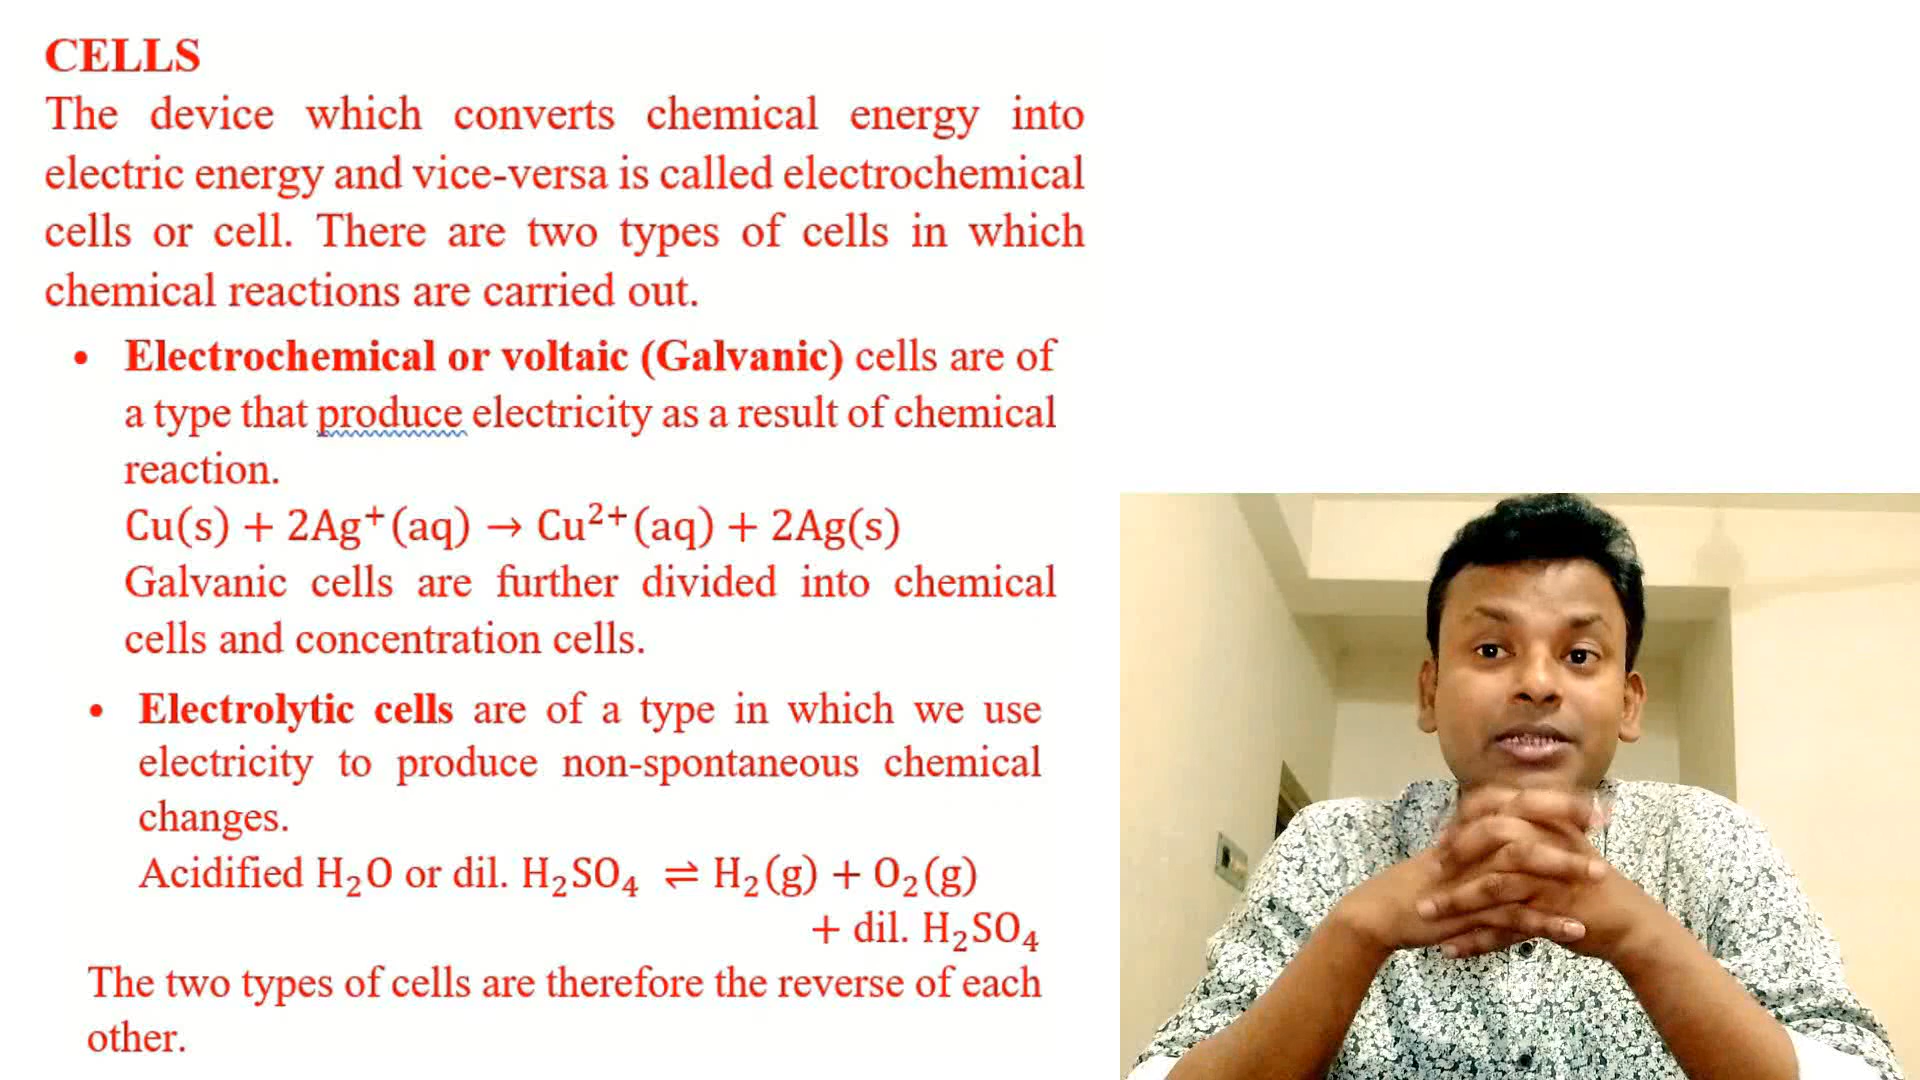 CELLS
The device which converts chemical energy into
electric energy and vice-versa is called electrochemical
cells or cell. There are two types of cells in which
chemical reactions are carried out.
• Electrochemical or voltaic (Galvanic) cells are of
a type that produce electricity as a result of chemical
reaction.
Cu(s) + 2Ag⁺(aq) → Cu²⁺(aq) + 2Ag(s)
Galvanic cells are further divided into chemical
cells and concentration cells.
• Electrolytic cells are of a type in which we use
electricity to produce non-spontaneous chemical
changes.
Acidified H₂O or dil. H₂SO₄ ⇌ H₂(g) + O₂(g)
+ dil. H₂SO₄
The two types of cells are therefore the reverse of each
other.